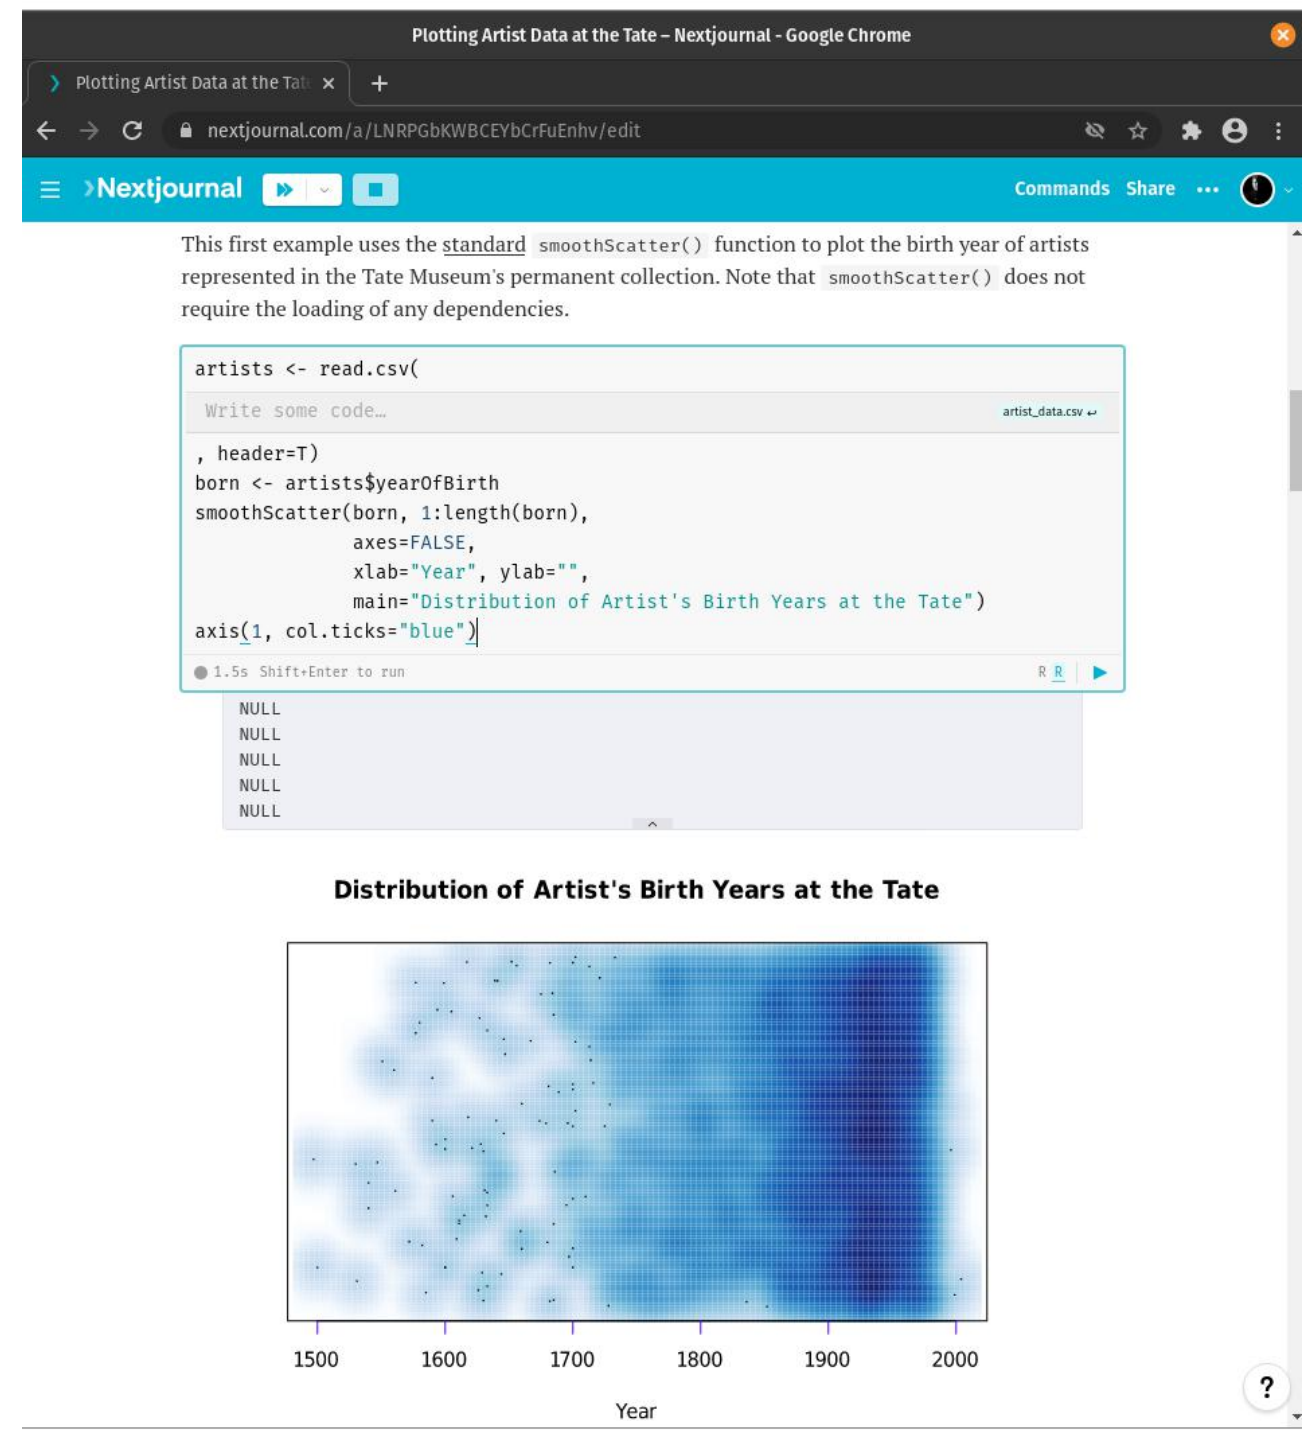 Plotting Artist Data at the Tate – Nextjournal - Google Chrome
Plotting Artist Data at the Tat
nextjournal.com/a/LNRPGbKWBCEYbCrFuEnhv/edit
Nextjournal
Commands Share
This first example uses the standard smoothScatter() function to plot the birth year of artists
represented in the Tate Museum's permanent collection. Note that smoothScatter() does not
require the loading of any dependencies.
artists <- read.csv(
Write some code…
artist_data.csv ↩
, header=T)
born <- artists$yearOfBirth
smoothScatter(born, 1:length(born),
axes=FALSE,
xlab="Year", ylab="",
main="Distribution of Artist's Birth Years at the Tate")
axis(1, col.ticks="blue")
1.5s Shift+Enter to run
R R
NULL
NULL
NULL
NULL
NULL
Distribution of Artist's Birth Years at the Tate
1500 1600 1700 1800 1900 2000
Year
?